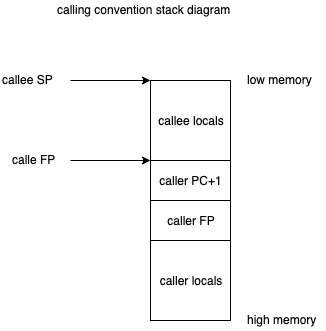 calling convention stack diagram
callee SP
low memory
callee locals
calle FP
caller PC+1
caller FP
caller locals
high memory